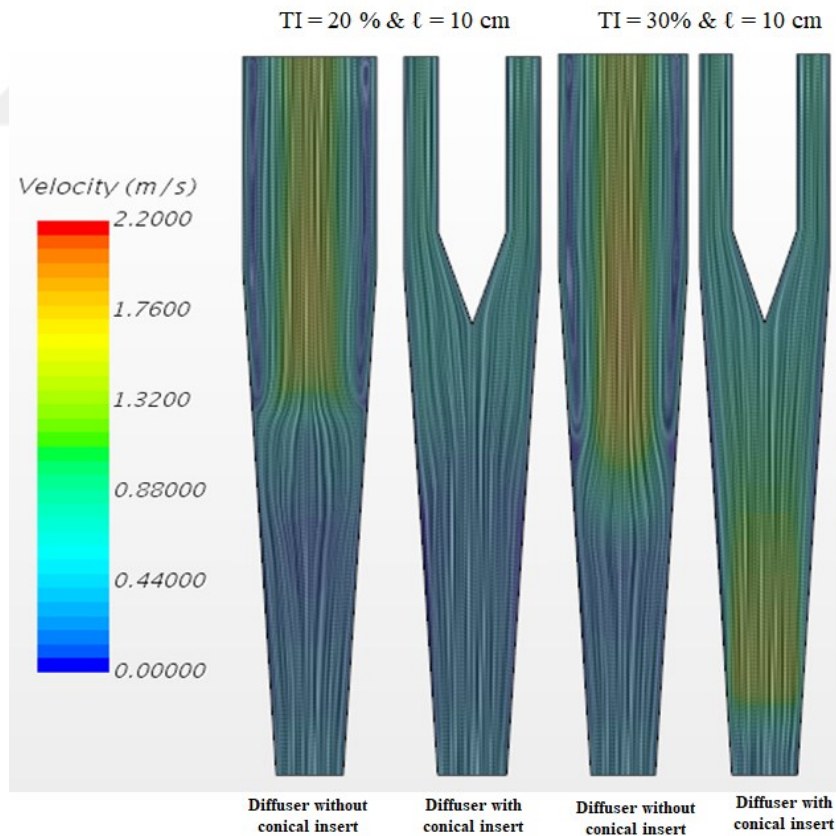 TI = 20 % & ℓ = 10 cm
TI = 30% & ℓ = 10 cm
Velocity (m/s)
2.2000
1.7600
1.3200
0.88000
0.44000
0.00000
Diffuser without
conical insert
Diffuser with
conical insert
Diffuser without
conical insert
Diffuser with
conical insert